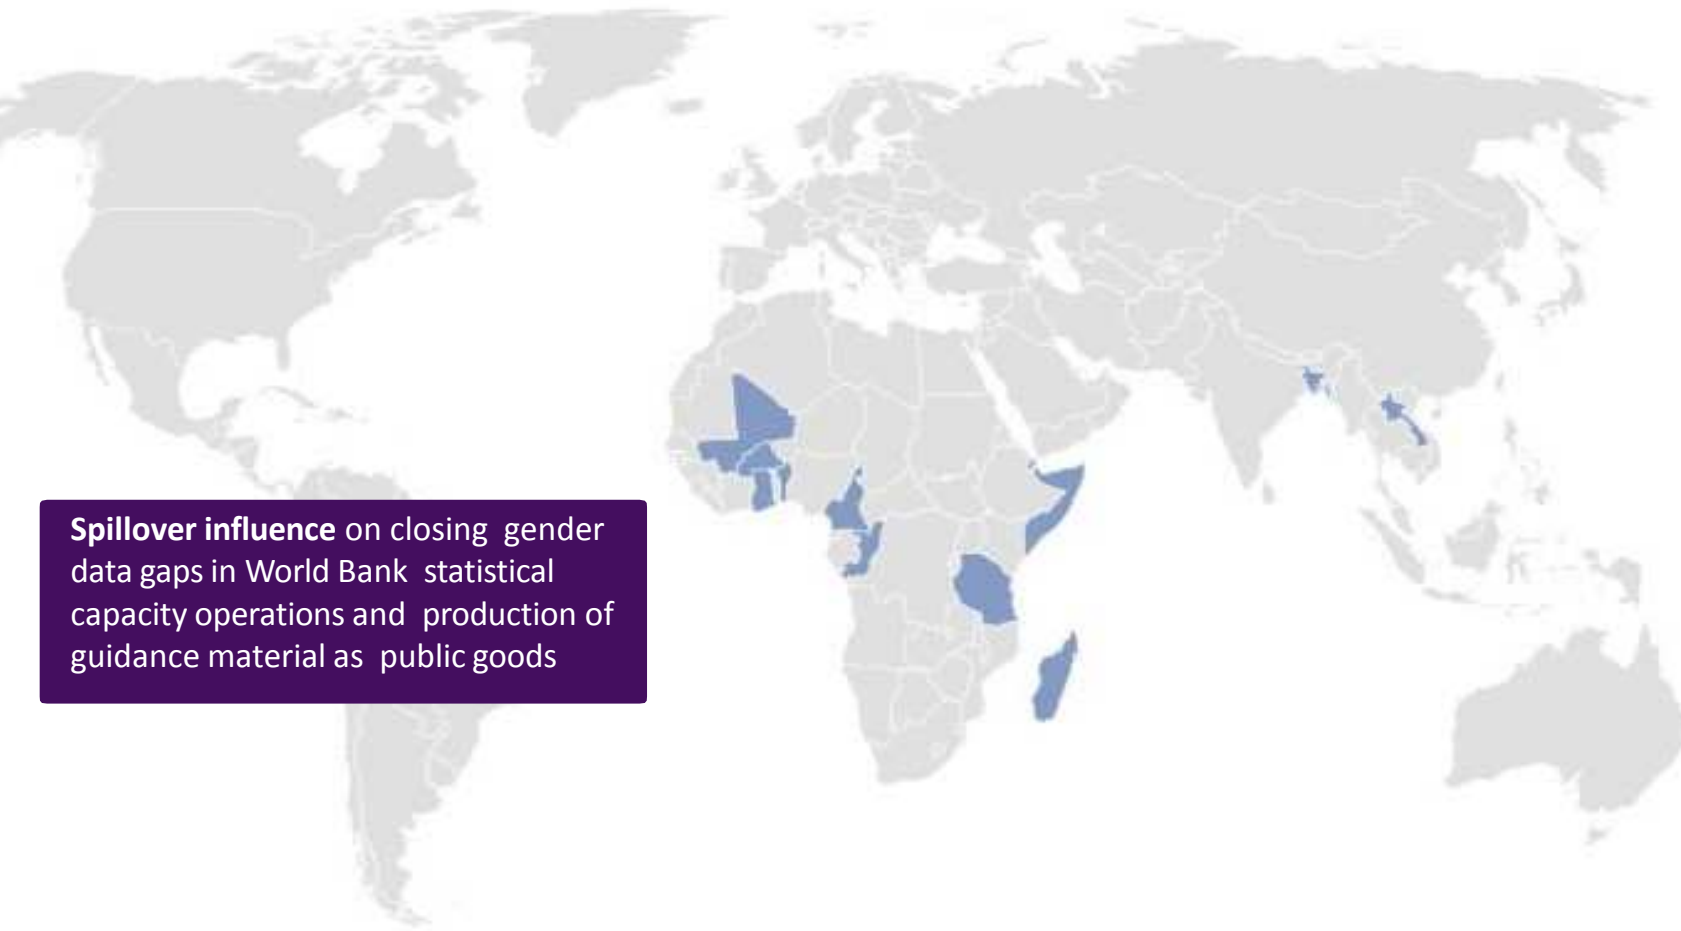 Spillover influence on closing gender
data gaps in World Bank statistical
capacity operations and production of
guidance material as public goods